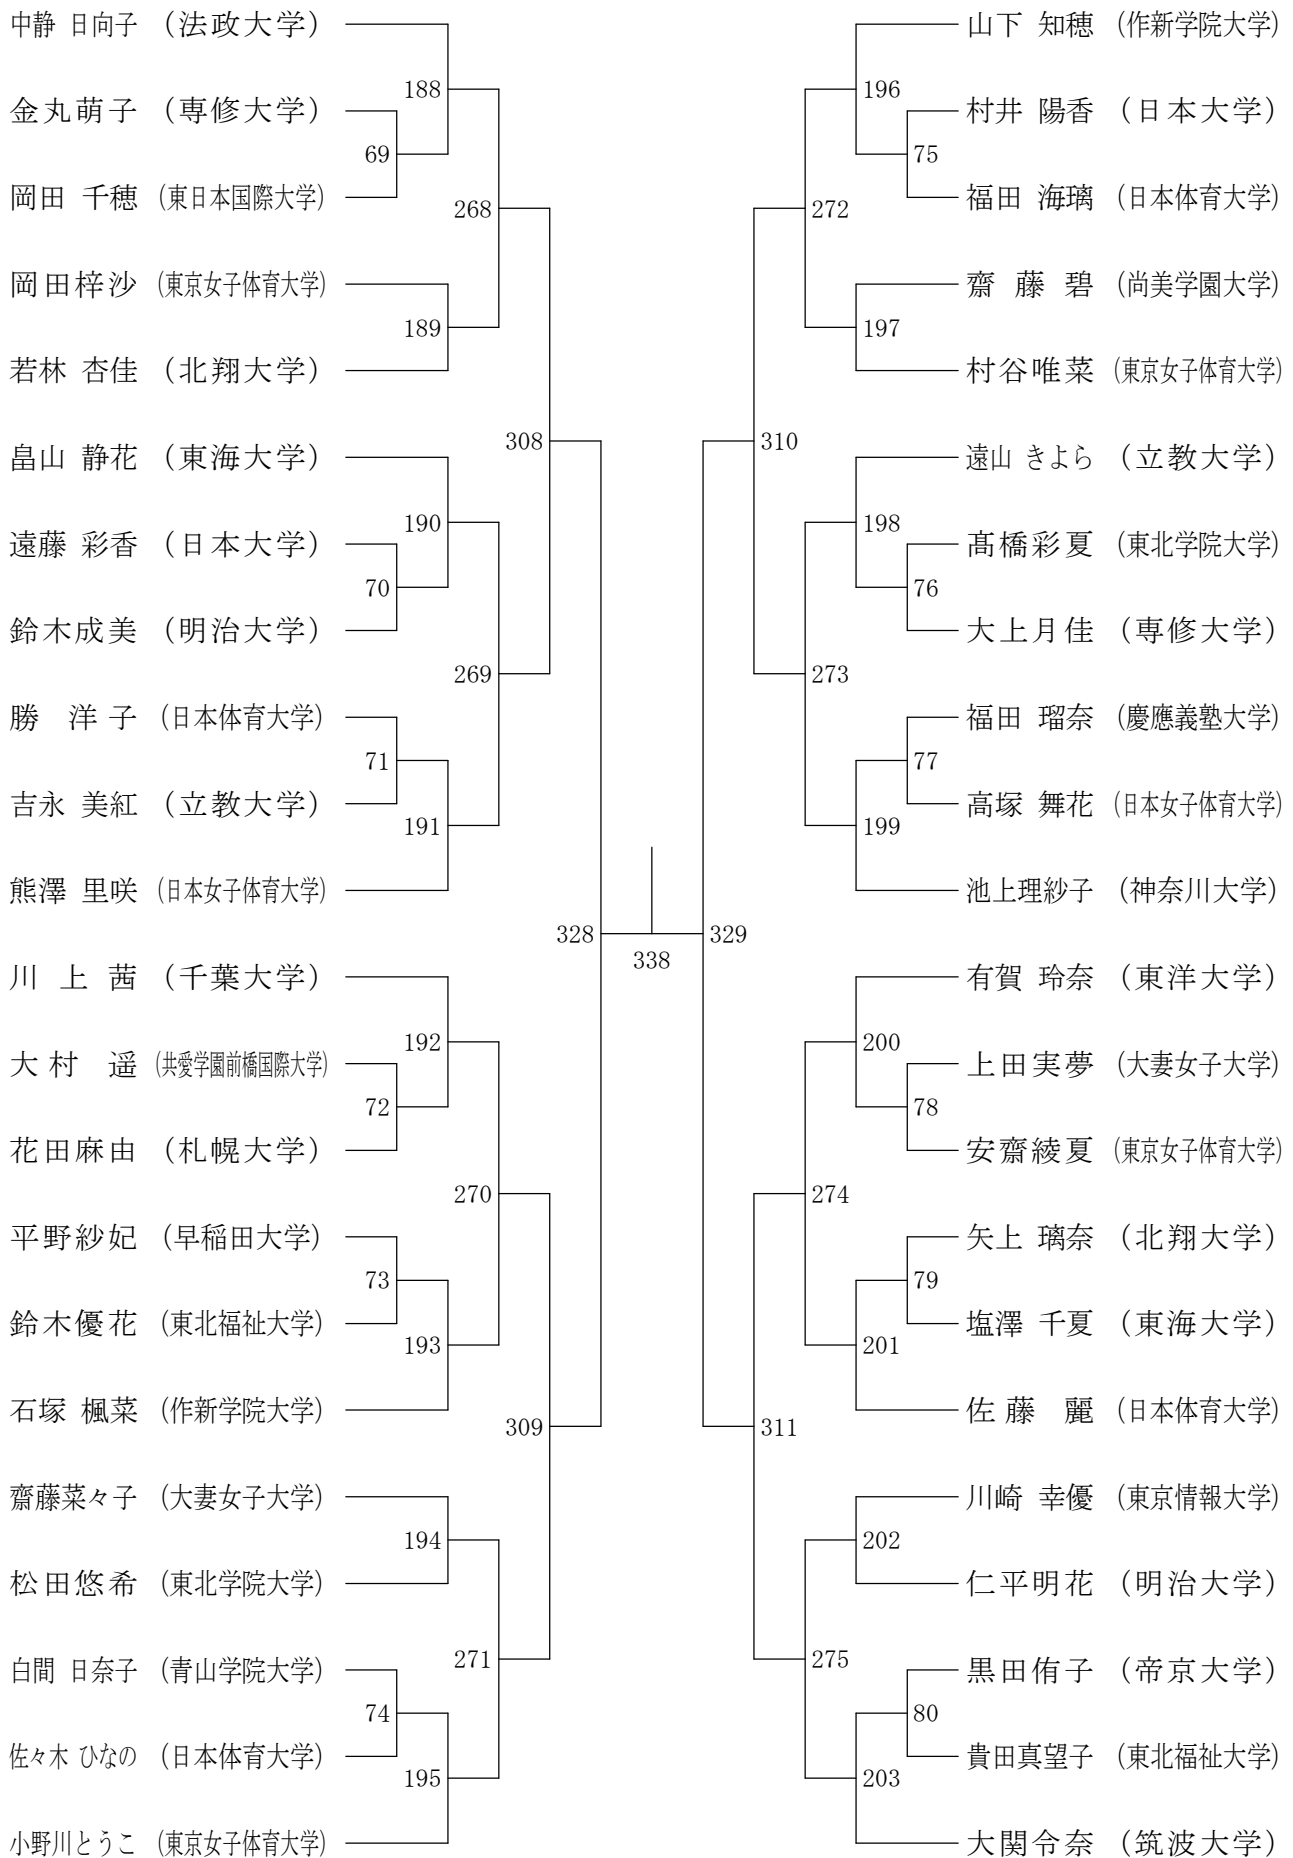 中静 日向子 （法政大学）
金丸萌子 （専修大学）
岡田 千穂 （東日本国際大学）
岡田梓沙 （東京女子体育大学）
若林 杏佳 （北翔大学）
畠山 静花 （東海大学）
遠藤 彩香 （日本大学）
鈴木成美 （明治大学）
勝 洋子 （日本体育大学）
吉永 美紅 （立教大学）
熊澤 里咲 （日本女子体育大学）
川上茜 （千葉大学）
大村 遥 （共愛学園前橋国際大学）
花田麻由 （札幌大学）
平野紗妃 （早稲田大学）
鈴木優花 （東北福祉大学）
石塚 楓菜 （作新学院大学）
齋藤菜々子 （大妻女子大学）
松田悠希 （東北学院大学）
白間 日奈子 （青山学院大学）
佐々木 ひなの （日本体育大学）
小野川とうこ （東京女子体育大学）
69
70
71
72
73
74
188
189
190
191
192
193
194
195
268
269
270
271
308
309
328
338
329
310
311
272
273
274
275
196
197
198
199
200
201
202
203
75
76
77
78
79
80
山下 知穂 （作新学院大学）
村井 陽香 （日本大学）
福田 海璃 （日本体育大学）
齋藤碧 （尚美学園大学）
村谷唯菜 （東京女子体育大学）
遠山 きよら （立教大学）
髙橋彩夏 （東北学院大学）
大上月佳 （専修大学）
福田 瑠奈 （慶應義塾大学）
高塚 舞花 （日本女子体育大学）
池上理紗子 （神奈川大学）
有賀 玲奈 （東洋大学）
上田実夢 （大妻女子大学）
安齋綾夏 （東京女子体育大学）
矢上 璃奈 （北翔大学）
塩澤 千夏 （東海大学）
佐藤 麗 （日本体育大学）
川崎 幸優 （東京情報大学）
仁平明花 （明治大学）
黒田侑子 （帝京大学）
貴田真望子 （東北福祉大学）
大関令奈 （筑波大学）